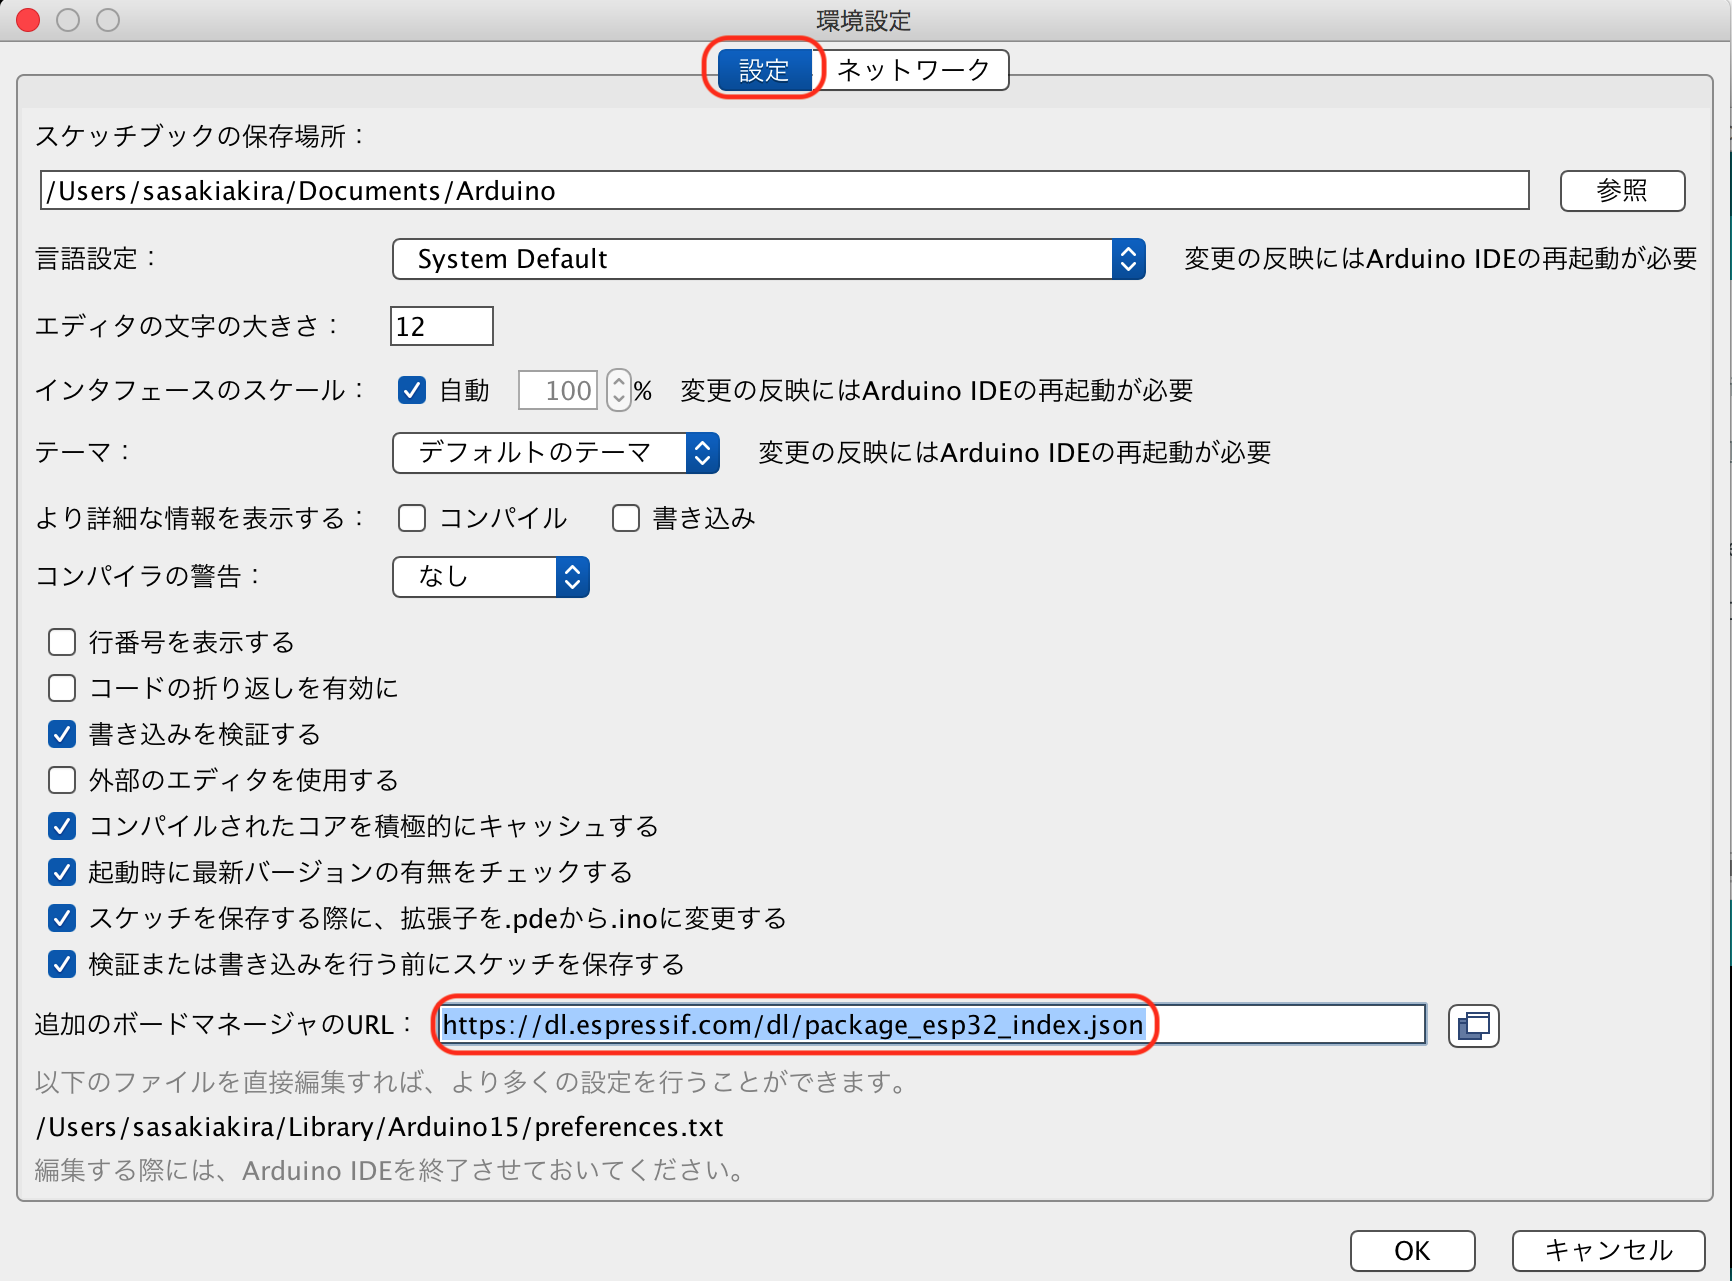 環境設定
設定 ネットワーク
スケッチブックの保存場所：
/Users/sasakiakira/Documents/Arduino 参照
言語設定： System Default 変更の反映にはArduino IDEの再起動が必要
エディタの文字の大きさ： 12
インタフェースのスケール： 自動 100 % 変更の反映にはArduino IDEの再起動が必要
テーマ： デフォルトのテーマ 変更の反映にはArduino IDEの再起動が必要
より詳細な情報を表示する： コンパイル 書き込み
コンパイラの警告： なし
行番号を表示する
コードの折り返しを有効に
書き込みを検証する
外部のエディタを使用する
コンパイルされたコアを積極的にキャッシュする
起動時に最新バージョンの有無をチェックする
スケッチを保存する際に、拡張子を.pdeから.inoに変更する
検証または書き込みを行う前にスケッチを保存する
追加のボードマネージャのURL： https://dl.espressif.com/dl/package_esp32_index.json
以下のファイルを直接編集すれば、より多くの設定を行うことができます。
/Users/sasakiakira/Library/Arduino15/preferences.txt
編集する際には、Arduino IDEを終了させておいてください。
OK キャンセル